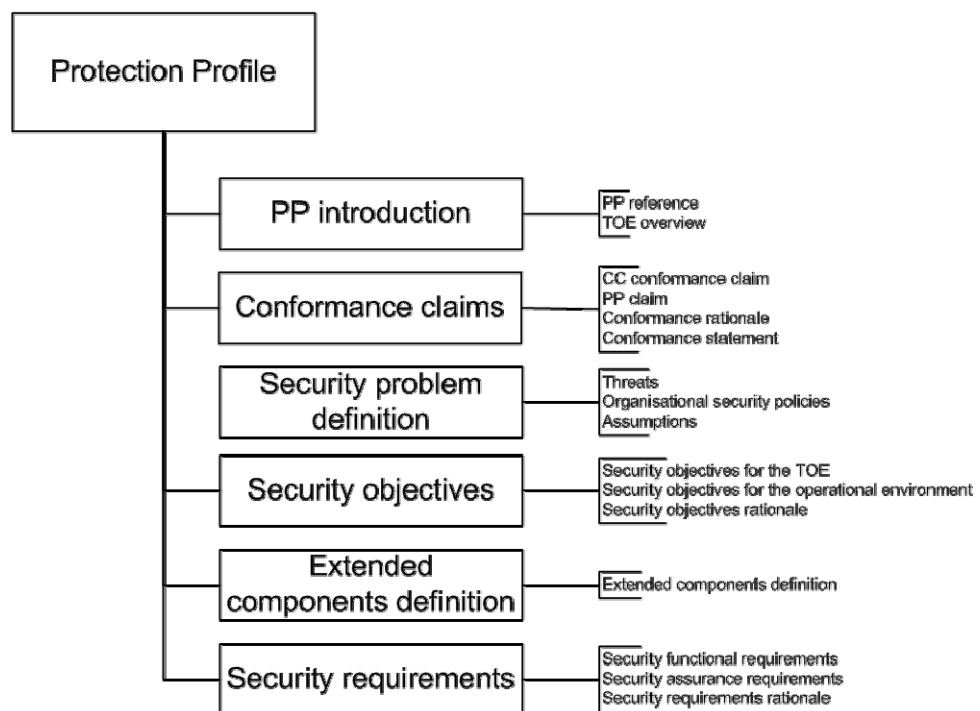 Protection Profile
PP introduction
PP reference
TOE overview
Conformance claims
CC conformance claim
PP claim
Conformance rationale
Conformance statement
Security problem
definition
Threats
Organisational security policies
Assumptions
Security objectives
Security objectives for the TOE
Security objectives for the operational environment
Security objectives rationale
Extended
components definition
Extended components definition
Security requirements
Security functional requirements
Security assurance requirements
Security requirements rationale